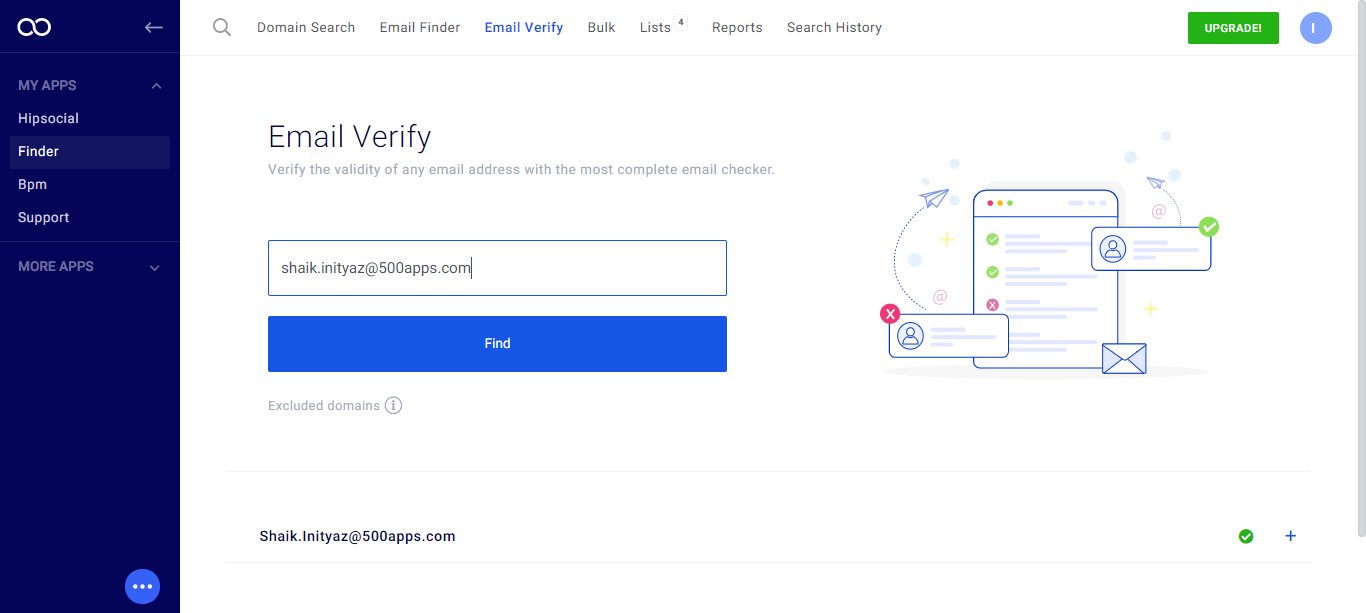 Domain Search Email Finder Email Verify Bulk Lists 4 Reports Search History UPGRADE! I
MY APPS
Hipsocial
Finder
Bpm
Support
MORE APPS
Email Verify
Verify the validity of any email address with the most complete email checker.
shaik.inityaz@500apps.com
Find
Excluded domains i
@
@
X
X
Shaik.Inityaz@500apps.com